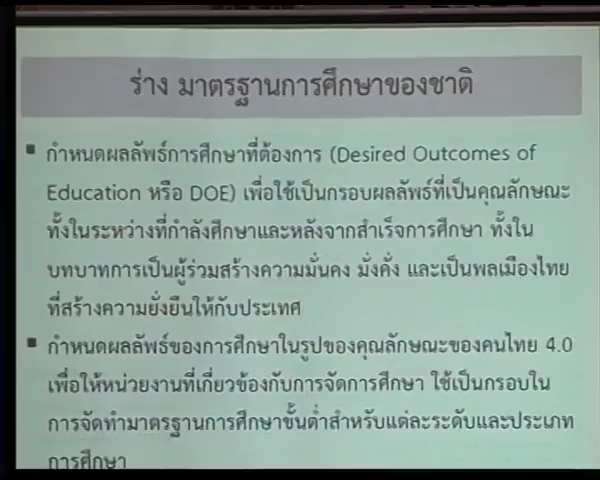 ร่าง มาตรฐานการศึกษาของชาติ
กำหนดผลลัพธ์การศึกษาที่ต้องการ (Desired Outcomes of
Education หรือ DOE) เพื่อใช้เป็นกรอบผลลัพธ์ที่เป็นคุณลักษณะ
ทั้งในระหว่างที่กำลังศึกษาและหลังจากสำเร็จการศึกษา ทั้งใน
บทบาทการเป็นผู้ร่วมสร้างความมั่นคง มั่งคั่ง และเป็นพลเมืองไทย
ที่สร้างความยั่งยืนให้กับประเทศ
กำหนดผลลัพธ์ของการศึกษาในรูปของคุณลักษณะของคนไทย 4.0
เพื่อให้หน่วยงานที่เกี่ยวข้องกับการจัดการศึกษา ใช้เป็นกรอบใน
การจัดทำมาตรฐานการศึกษาขั้นต่ำสำหรับแต่ละระดับและประเภท
การศึกษา